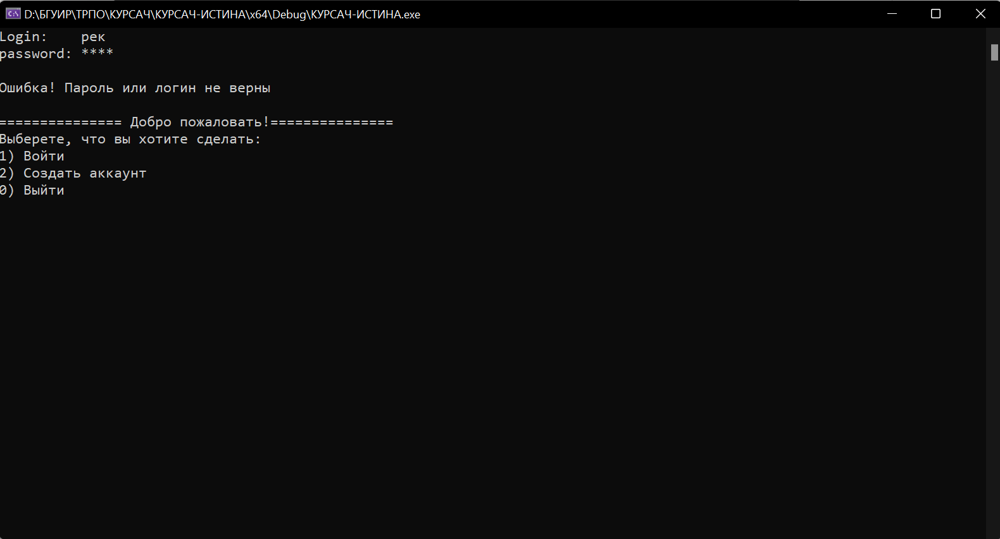 D:\БГУИР\ТРПО\КУРСАЧ\КУРСАЧ-ИСТИНА\x64\Debug\КУРСАЧ-ИСТИНА.exe
Login:    рек
password: ****
Ошибка! Пароль или логин не верны
=============== Добро пожаловать!===============
Выберете, что вы хотите сделать:
1) Войти
2) Создать аккаунт
0) Выйти